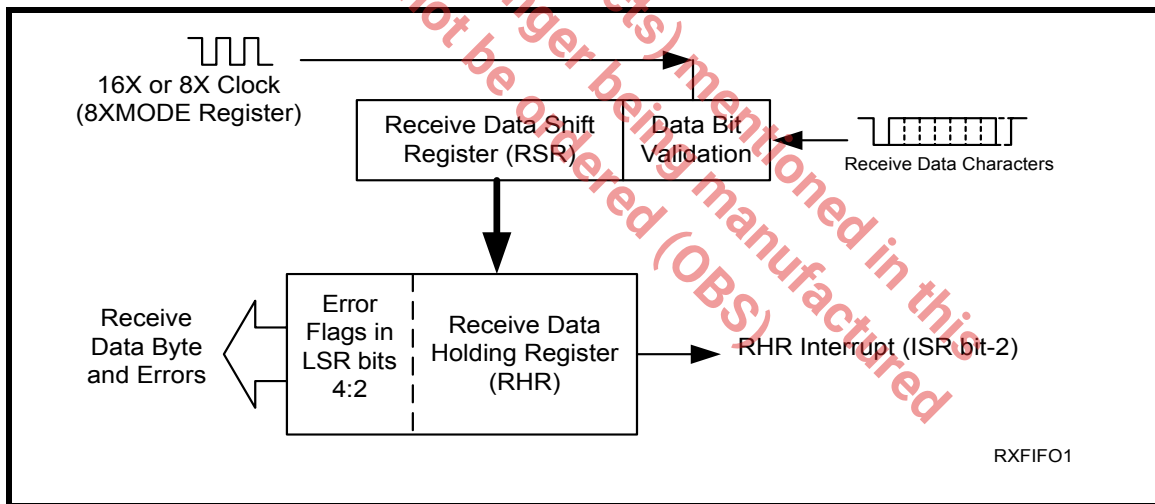 16X or 8X Clock
(8XMODE Register)
Receive Data Shift
Register (RSR)
Data Bit
Validation
Receive Data Characters
Receive
Data Byte
and Errors
Error
Flags in
LSR bits
4:2
Receive Data
Holding Register
(RHR)
RHR Interrupt (ISR bit-2)
RXFIFO1
mentioned in this
being manufactured
not be ordered (OBS)